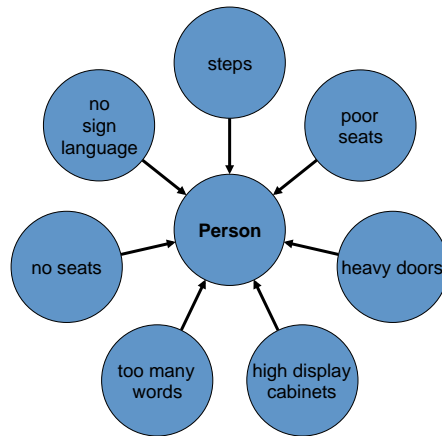 steps
poor
seats
heavy doors
high display
cabinets
too many
words
no seats
no
sign
language
Person